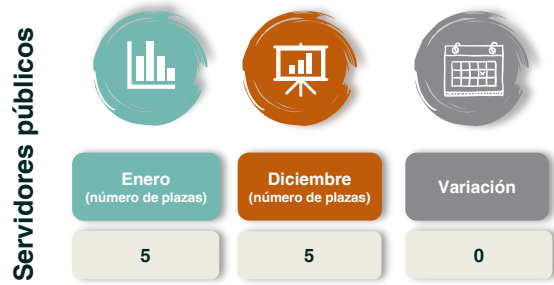 Servidores públicos
Enero
(número de plazas)
Diciembre
(número de plazas)
Variación
5
5
0